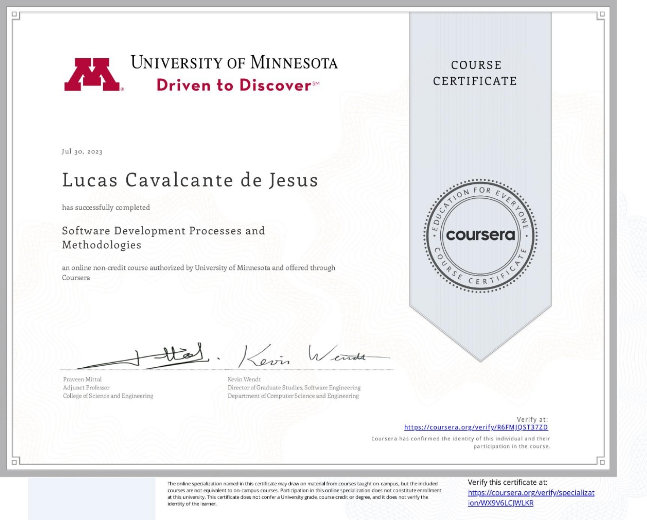 UNIVERSITY OF MINNESOTA
Driven to Discover℠
COURSE
CERTIFICATE
Jul 30, 2023
Lucas Cavalcante de Jesus
has successfully completed
Software Development Processes and
Methodologies
an online non-credit course authorized by University of Minnesota and offered through
Coursera
EDUCATION FOR EVERYONE
coursera
COURSE CERTIFICATE
Kevin Wendt
Praveen Mittal
Adjunct Professor
College of Science and Engineering
Kevin Wendt
Director of Graduate Studies, Software Engineering
Department of Computer Science and Engineering
Verify at:
https://coursera.org/verify/R6FMJQST37ZD
Coursera has confirmed the identity of this individual and their
participation in the course.
The online specialization named in this certificate may draw on material from courses taught on-campus, but the included
courses are not equivalent to on-campus courses. Participation in this online specialization does not constitute enrollment
at this university. This certificate does not confer a University grade, course credit or degree, and it does not verify the
identity of the learner.
Verify this certificate at:
https://coursera.org/verify/specializat
ion/WX9V6LCJWLKR